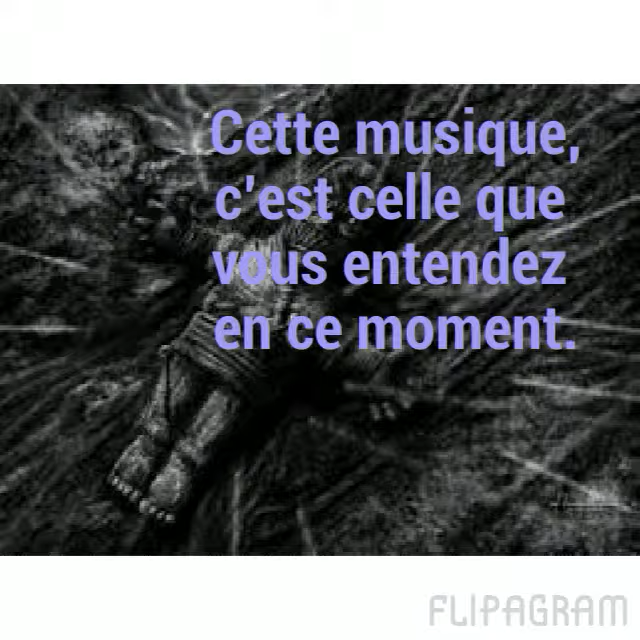 Cette musique,
c'est celle que
vous entendez
en ce moment.
FLIPAGRAM